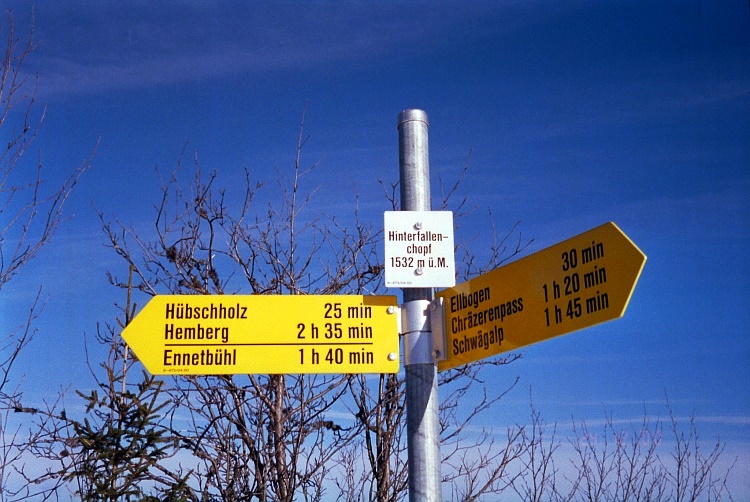 Hinterfallen-
chopf
1532 m ü.M.
Hübschholz 25 min
Hemberg 2 h 35 min
Ennetbühl 1 h 40 min
Ellbogen 30 min
Chräzerenpass 1 h 20 min
Schwägalp 1 h 45 min